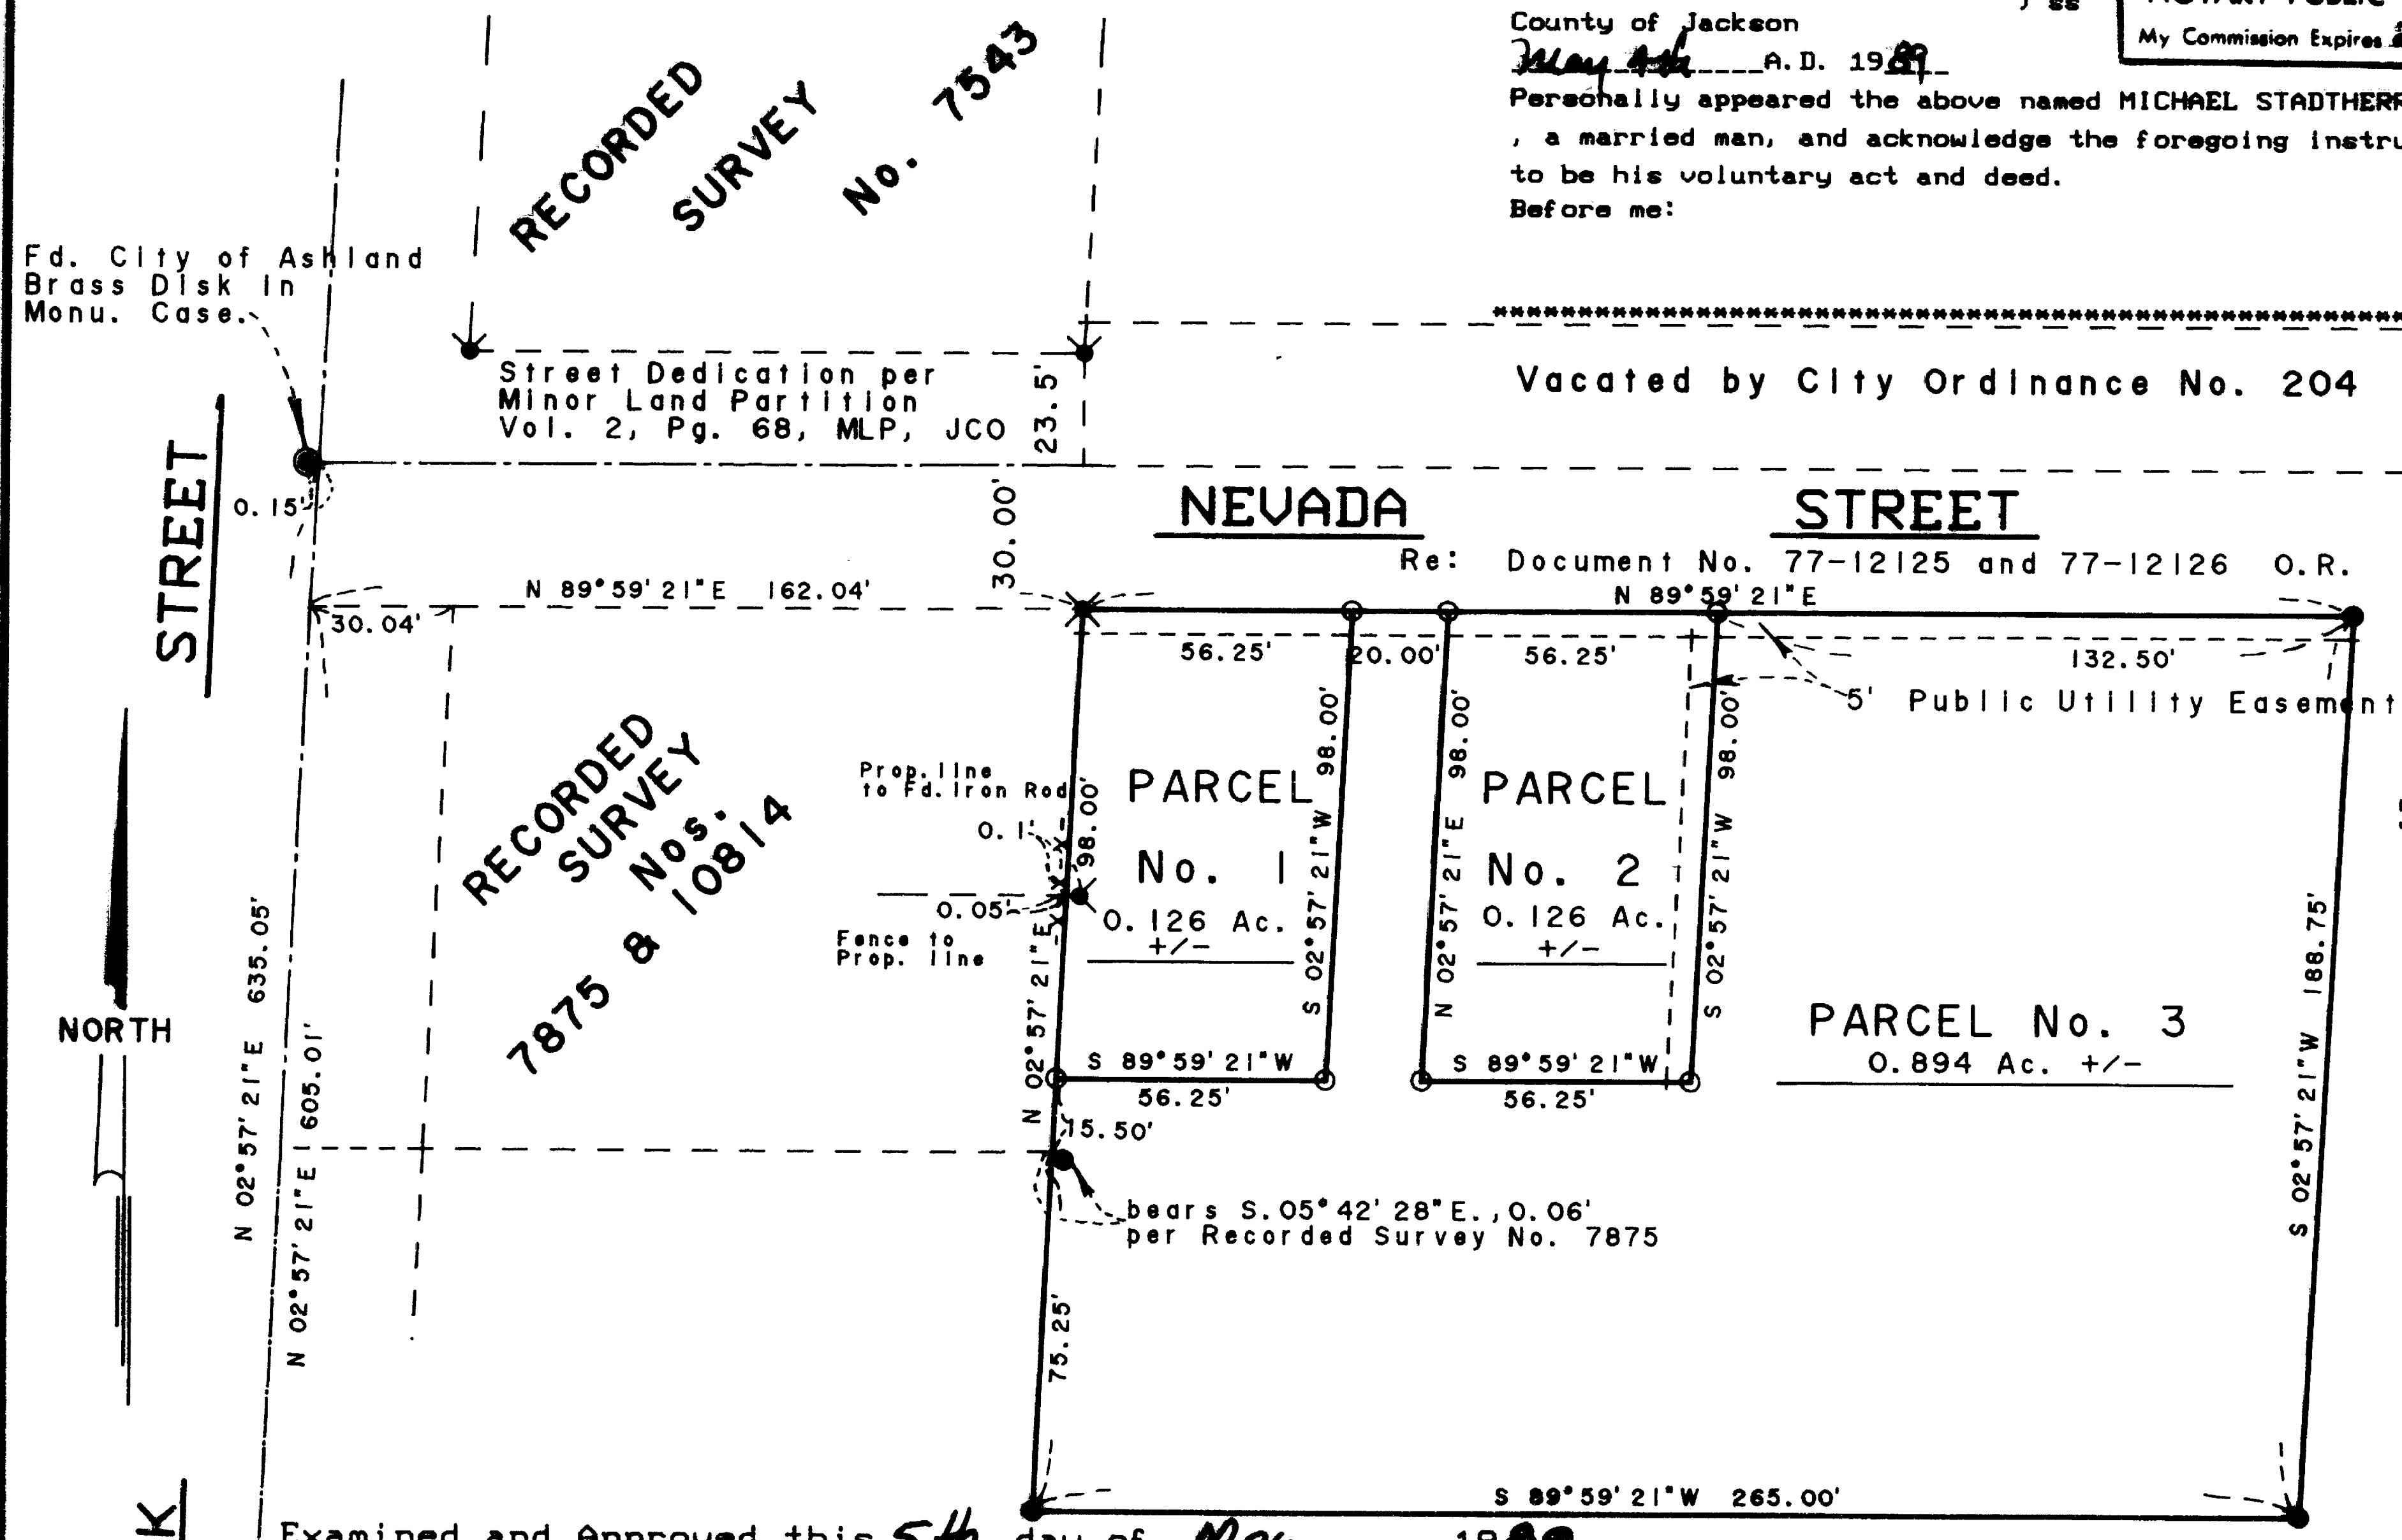 County of Jackson
ss
My Commission Expires
May 4th A.D. 1989
Personally appeared the above named MICHAEL STADTHERR
, a married man, and acknowledge the foregoing instru
to be his voluntary act and deed.
Before me:
RECORDED
SURVEY
No. 7543
Fd. City of Ashland
Brass Disk in
Monu. Case.
****************************************
Street Dedication per
Minor Land Partition
Vol. 2, Pg. 68, MLP, JCO
23.5'
Vacated by City Ordinance No. 204
STREET
0.15'
30.00'
NEVADA STREET
Re: Document No. 77-12125 and 77-12126 O.R.
N 89°59'21"E 162.04'
N 89°59'21"E
30.04'
56.25'
20.00'
56.25'
132.50'
5' Public Utility Easement
RECORDED
SURVEY
Nos.
7875 & 10814
Prop. line
to Fd. Iron Rod
0.1'
0.05'
Fence to
Prop. line
N 02°57'21"E
98.00'
PARCEL
No. 1
0.126 Ac.
+/-
S 02°57'21"W 98.00'
N 02°57'21"E 98.00'
PARCEL
No. 2
0.126 Ac.
+/-
S 02°57'21"W 98.00'
PARCEL No. 3
0.894 Ac. +/-
S 02°57'21"W 188.75'
NORTH
N 02°57'21"E 635.05'
N 02°57'21"E 605.01'
S 89°59'21"W
56.25'
S 89°59'21"W
56.25'
15.50'
bears S.05°42'28"E.,0.06'
per Recorded Survey No. 7875
75.25'
S 89°59'21"W 265.00'
K
Examined and Approved this 5th day of May 1989